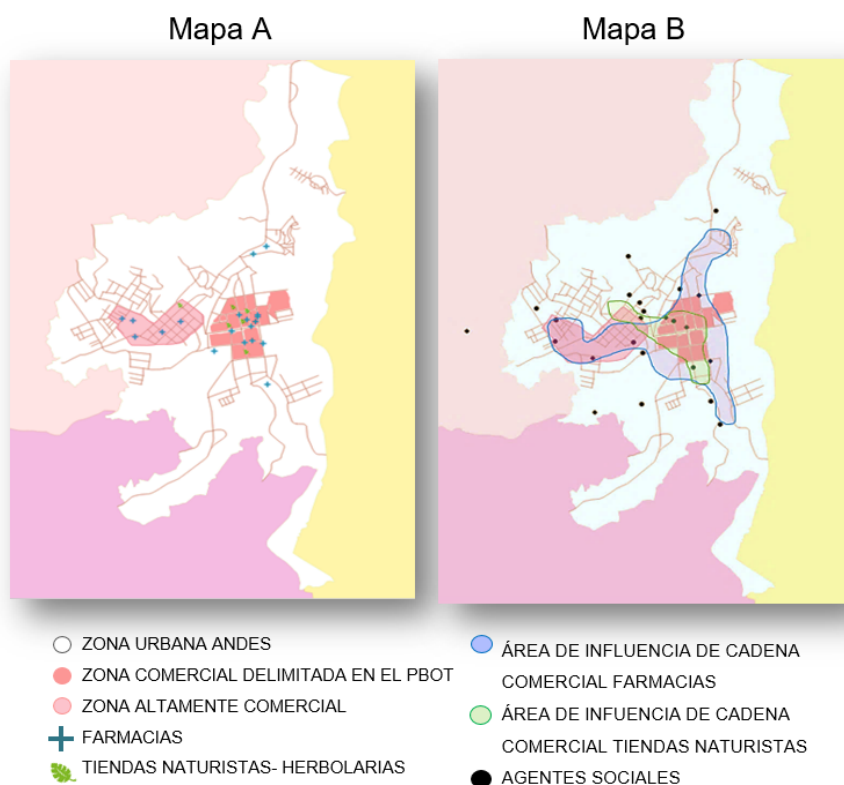 Mapa A
Mapa B
ZONA URBANA ANDES
ZONA COMERCIAL DELIMITADA EN EL PBOT
ZONA ALTAMENTE COMERCIAL
FARMACIAS
TIENDAS NATURISTAS- HERBOLARIAS
ÁREA DE INFLUENCIA DE CADENA
COMERCIAL FARMACIAS
ÁREA DE INFUENCIA DE CADENA
COMERCIAL TIENDAS NATURISTAS
AGENTES SOCIALES